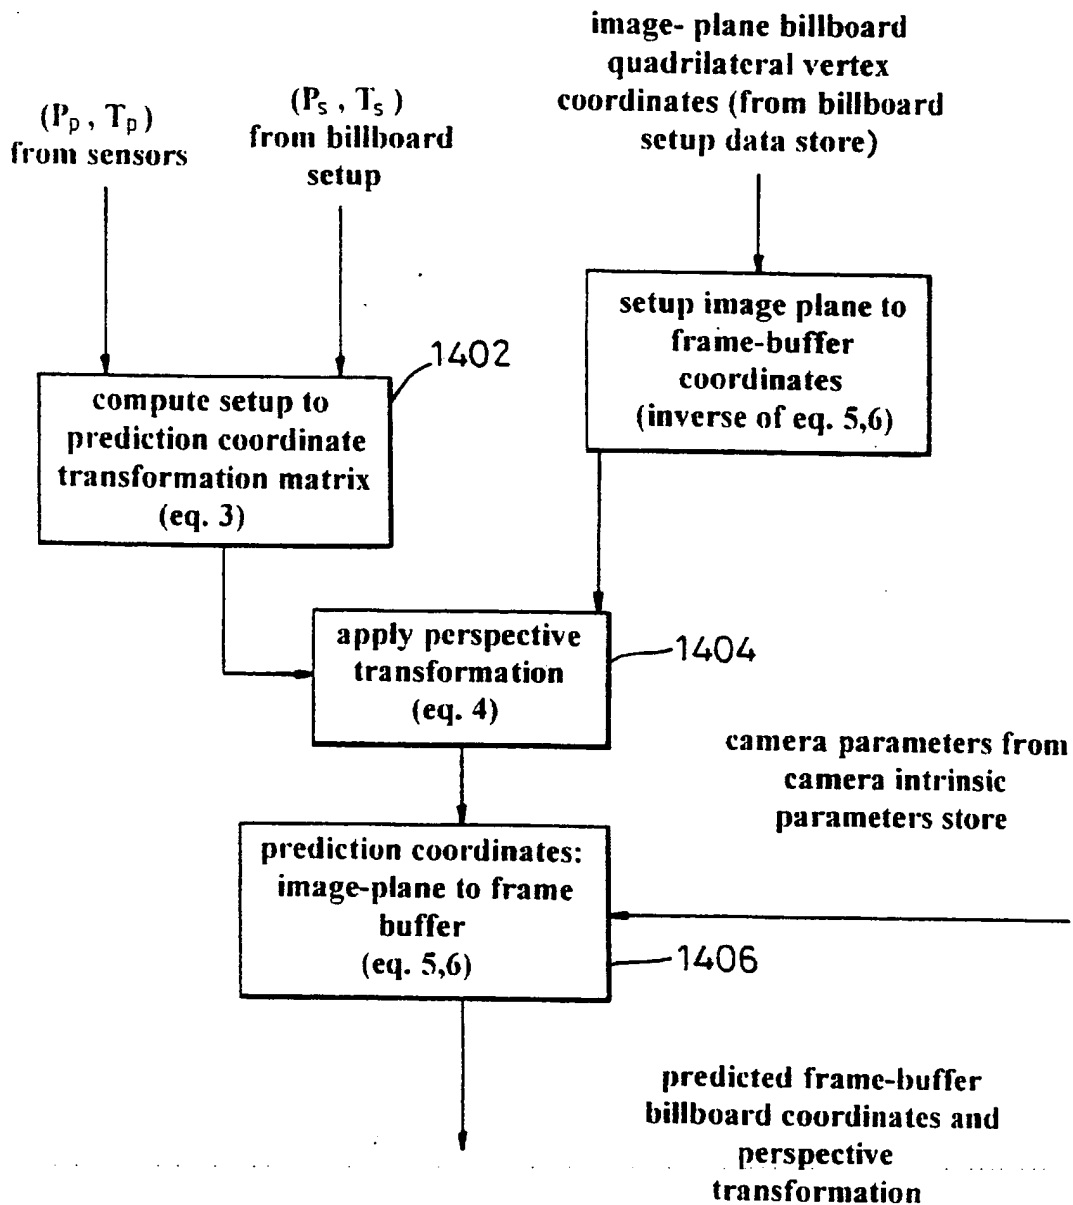 image- plane billboard
quadrilateral vertex
coordinates (from billboard
setup data store)
(Pp , Tp)
from sensors
(Ps , Ts )
from billboard
setup
setup image plane to
frame-buffer
coordinates
(inverse of eq. 5,6)
1402
compute setup to
prediction coordinate
transformation matrix
(eq. 3)
apply perspective
transformation
(eq. 4)
1404
camera parameters from
camera intrinsic
parameters store
prediction coordinates:
image-plane to frame
buffer
(eq. 5,6)
1406
predicted frame-buffer
billboard coordinates and
perspective
transformation